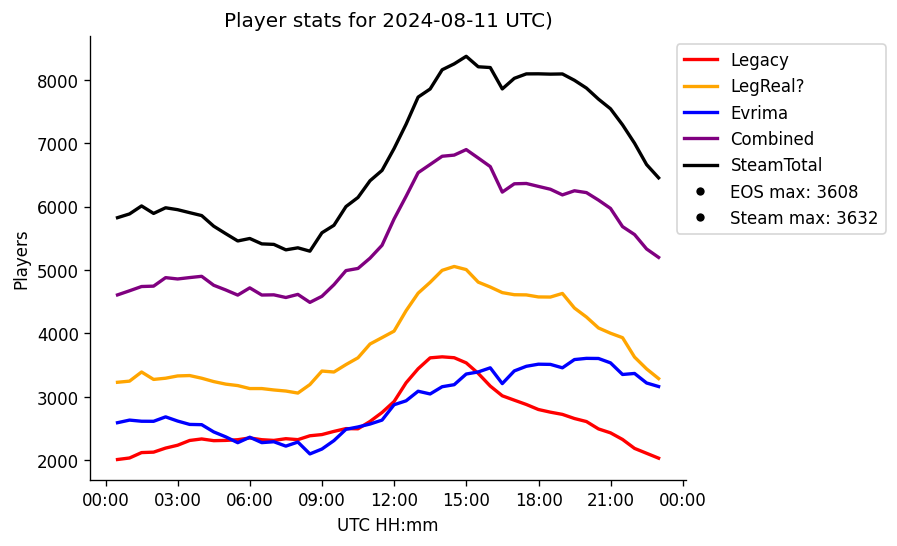 Player stats for 2024-08-11 UTC)
Legacy
LegReal?
Evrima
Combined
SteamTotal
EOS max: 3608
Steam max: 3632
Players
8000
7000
6000
5000
4000
3000
2000
00:00 03:00 06:00 09:00 12:00 15:00 18:00 21:00 00:00
UTC HH:mm